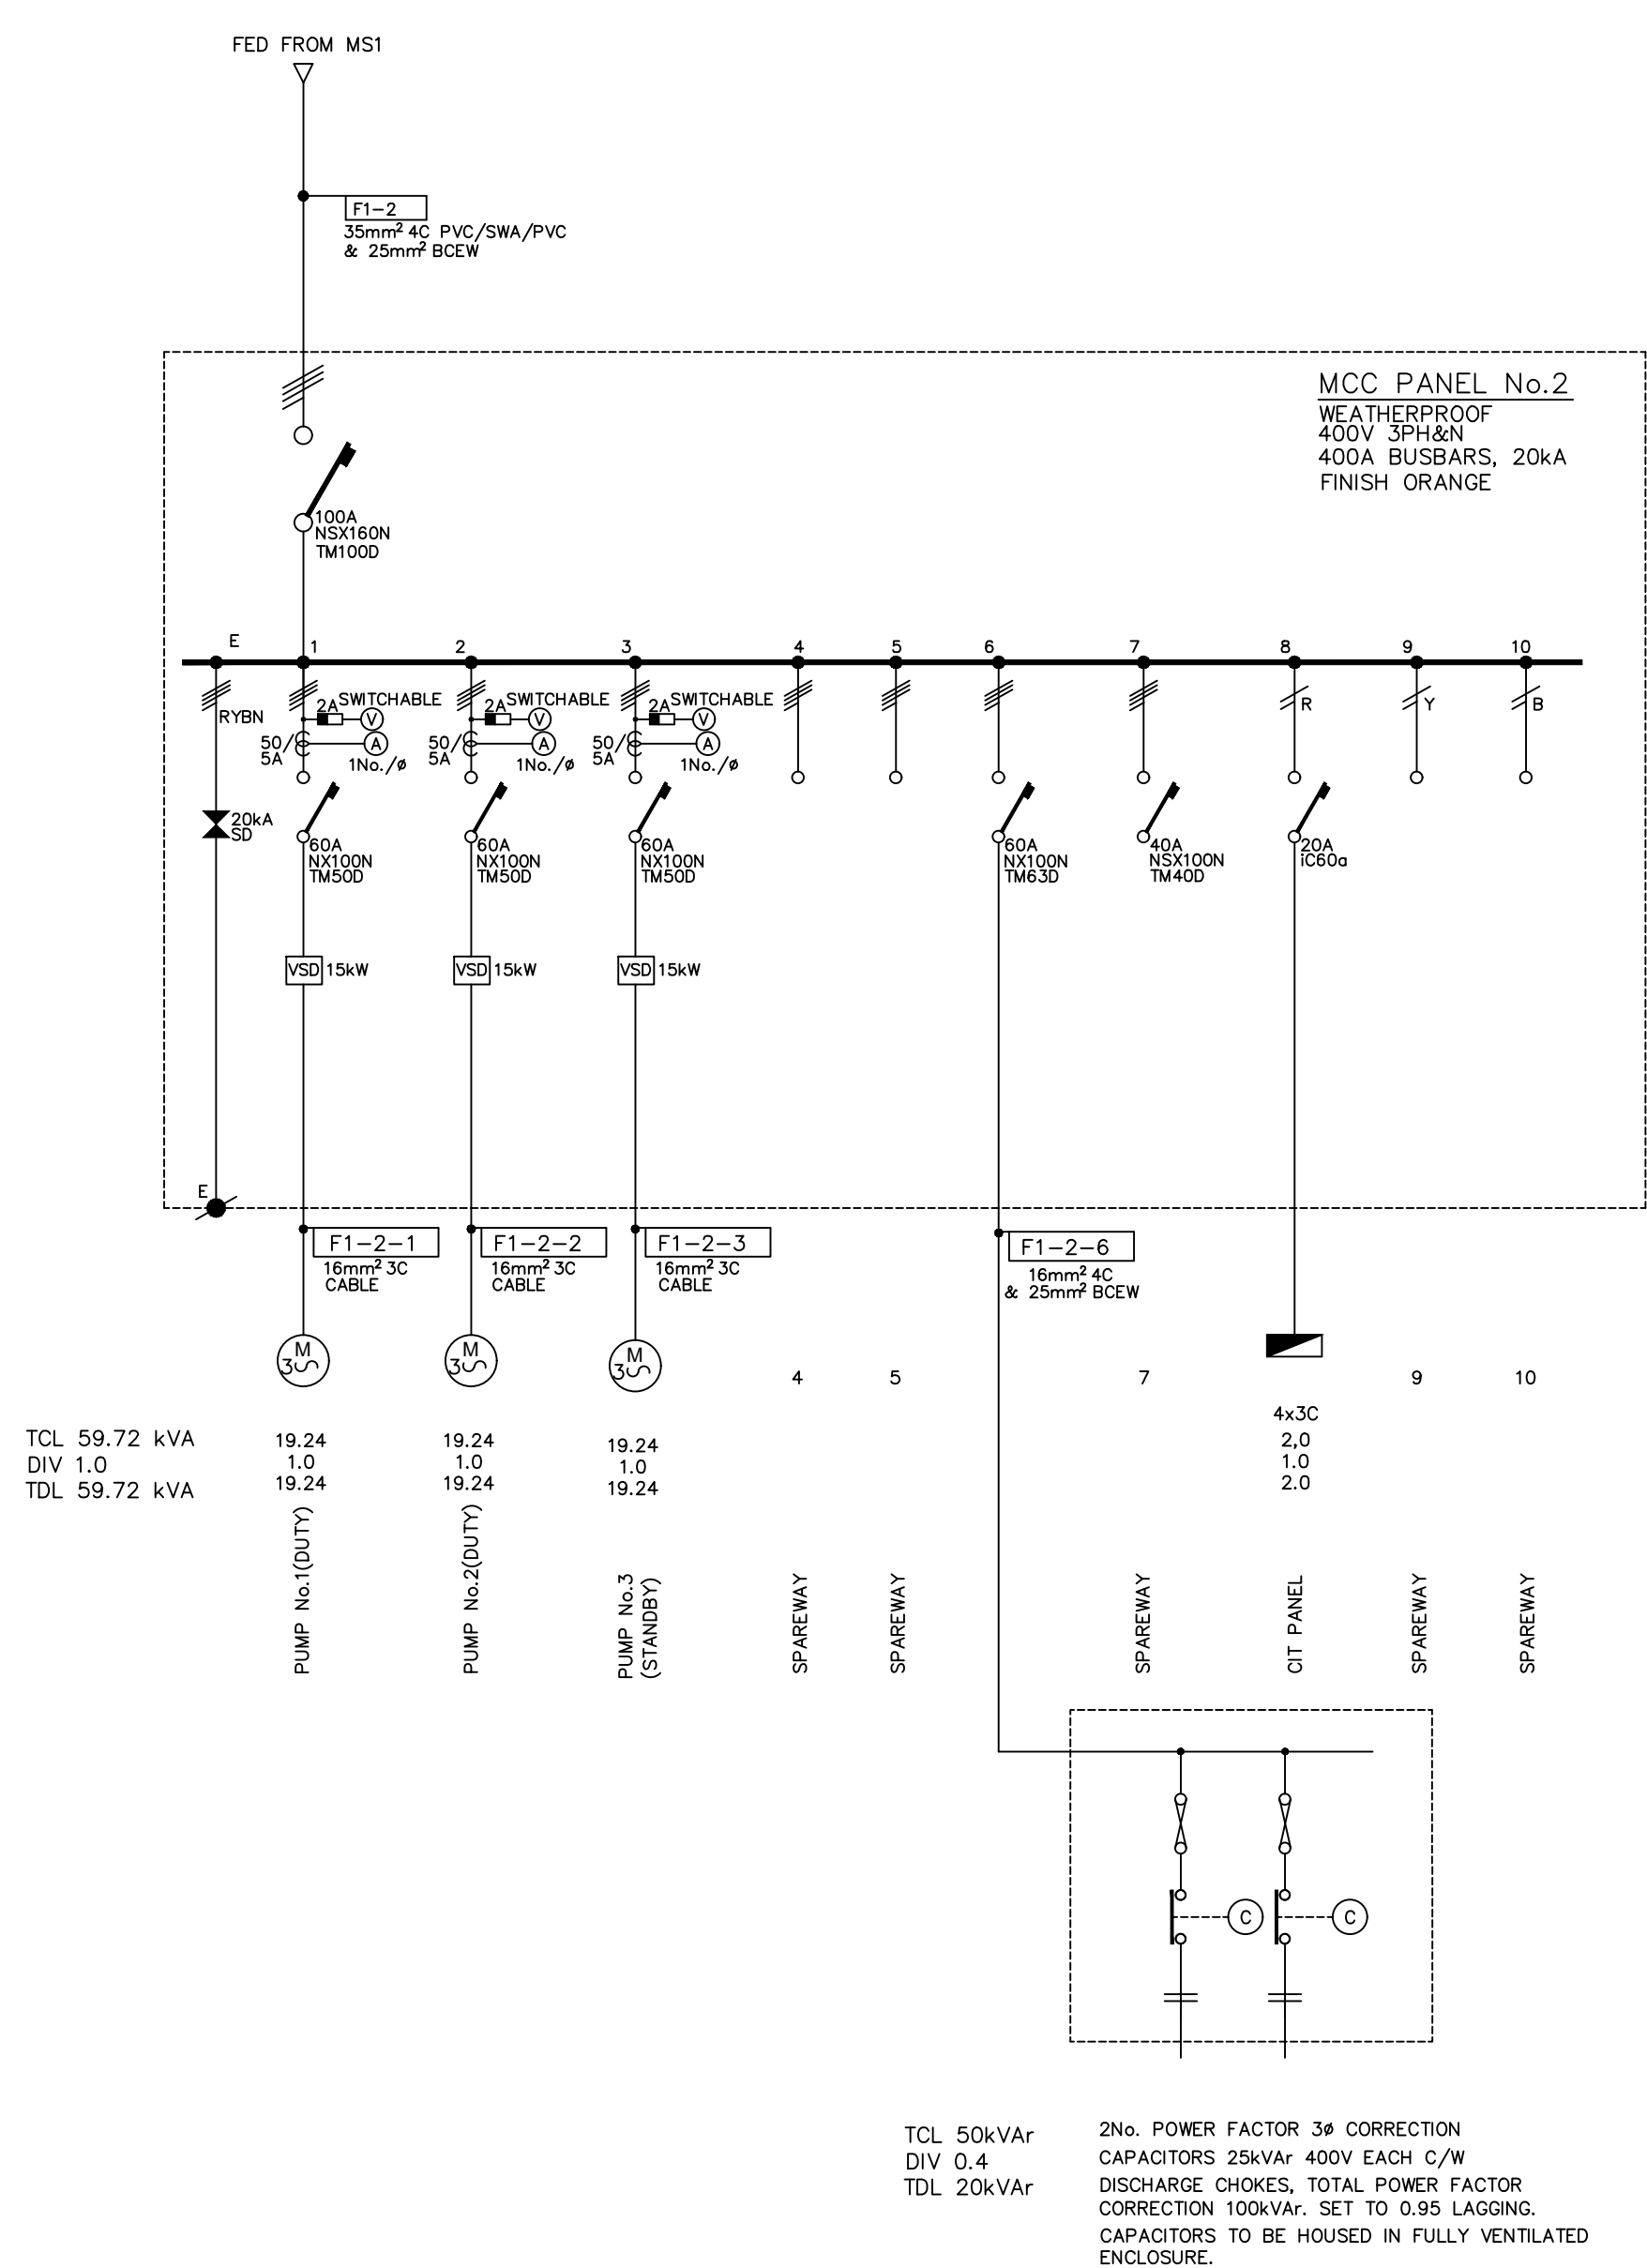 FED FROM MS1
F1-2
35mm² 4C PVC/SWA/PVC
& 25mm² BCEW
MCC PANEL No.2
WEATHERPROOF
400V 3PH&N
400A BUSBARS, 20kA
FINISH ORANGE
100A
NSX160N
TM100D
E 1 2 3 4 5 6 7 8 9 10
RYBN
2A SWITCHABLE
V
50/
5A
A
1No./ø
2A SWITCHABLE
V
50/
5A
A
1No./ø
2A SWITCHABLE
V
50/
5A
A
1No./ø
R
Y
B
20kA
SD
60A
NX100N
TM50D
60A
NX100N
TM50D
60A
NX100N
TM50D
60A
NX100N
TM63D
40A
NSX100N
TM40D
20A
iC60a
VSD 15kW
VSD 15kW
VSD 15kW
E
F1-2-1
16mm² 3C
CABLE
F1-2-2
16mm² 3C
CABLE
F1-2-3
16mm² 3C
CABLE
F1-2-6
16mm² 4C
& 25mm² BCEW
M
3
M
3
M
3
4 5 7 9 10
TCL 59.72 kVA
DIV 1.0
TDL 59.72 kVA
19.24
1.0
19.24
19.24
1.0
19.24
19.24
1.0
19.24
4x3C
2,0
1.0
2.0
PUMP No.1(DUTY)
PUMP No.2(DUTY)
PUMP No.3
(STANDBY)
SPAREWAY
SPAREWAY
SPAREWAY
CIT PANEL
SPAREWAY
SPAREWAY
C
C
TCL 50kVAr
DIV 0.4
TDL 20kVAr
2No. POWER FACTOR 3ø CORRECTION
CAPACITORS 25kVAr 400V EACH C/W
DISCHARGE CHOKES, TOTAL POWER FACTOR
CORRECTION 100kVAr. SET TO 0.95 LAGGING.
CAPACITORS TO BE HOUSED IN FULLY VENTILATED
ENCLOSURE.